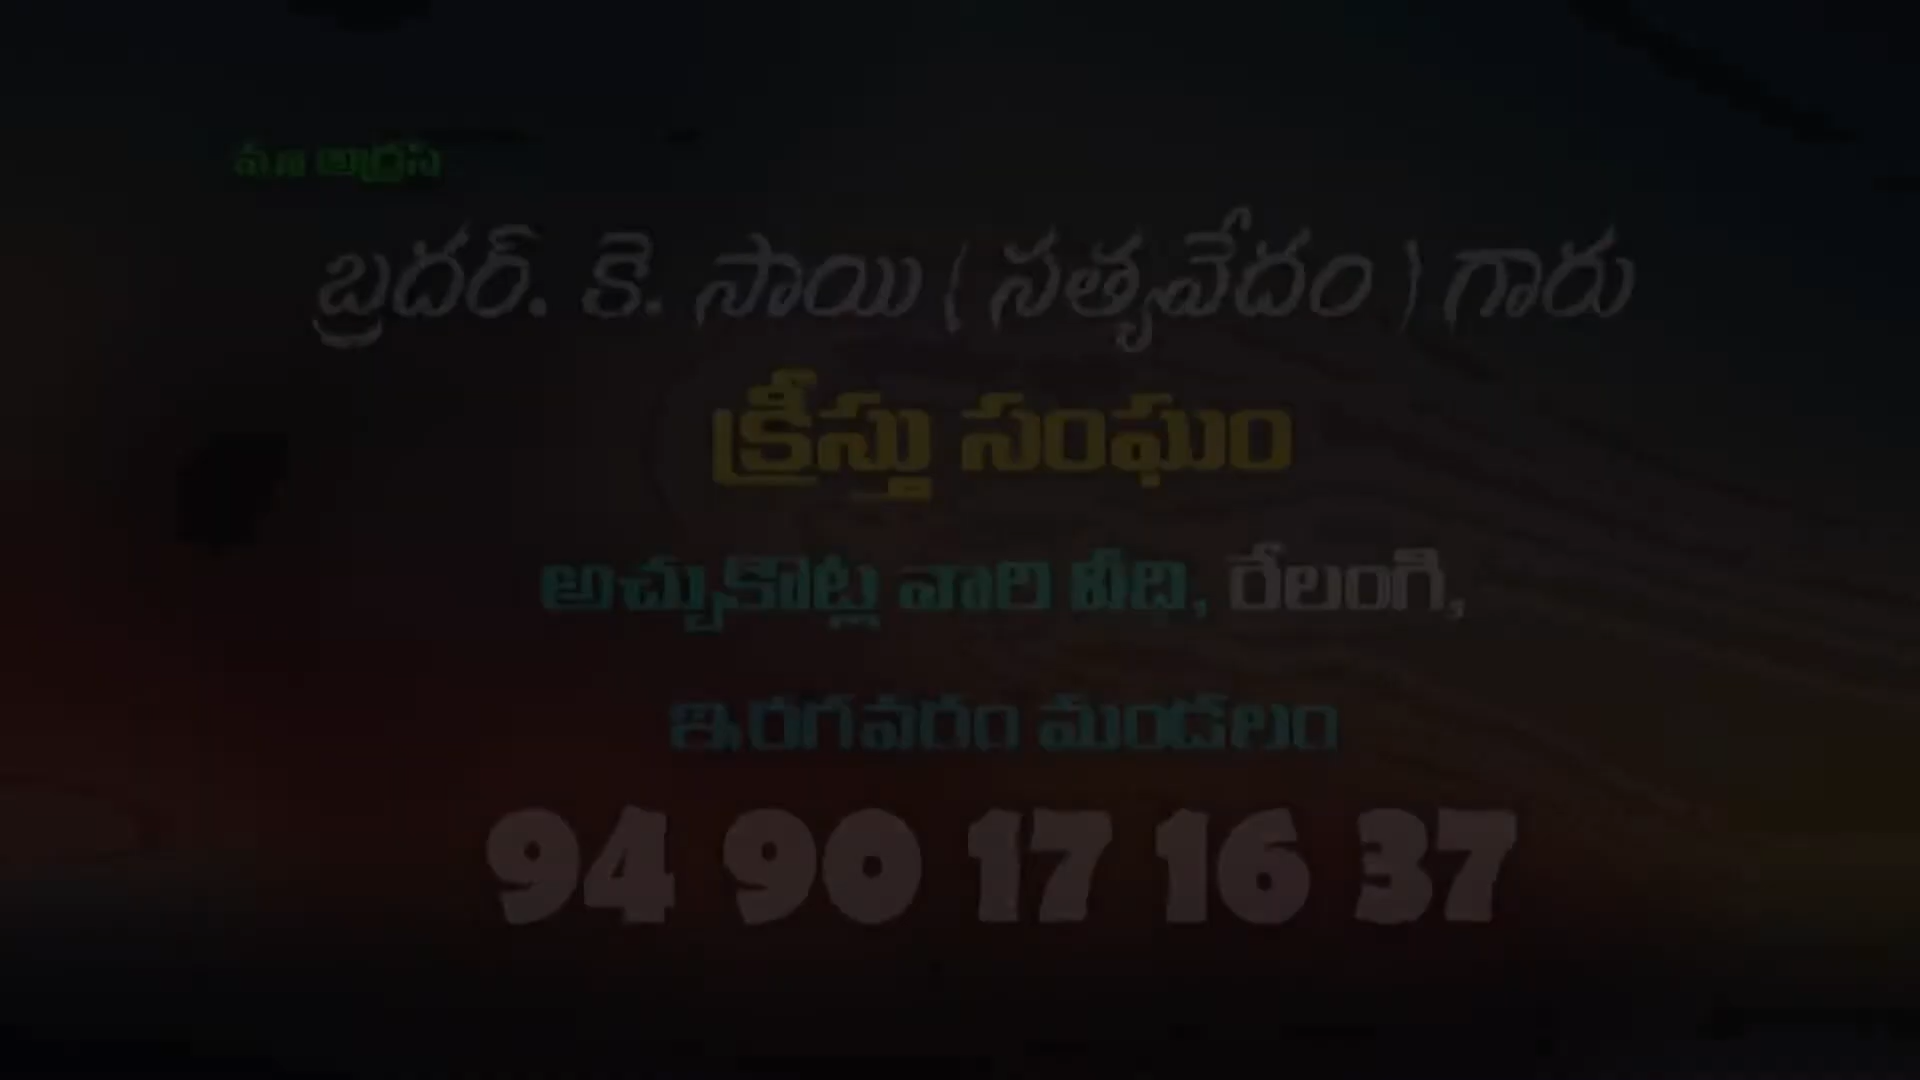 మా అడ్రస్
బ్రదర్. కె. సాయి ( సత్యవేదం ) గారు
క్రీస్తు సంఘం
అచ్చుకొట్ల వారి వీది, రేలంగి,
ఇరగవరం మండలం
94 90 17 16 37